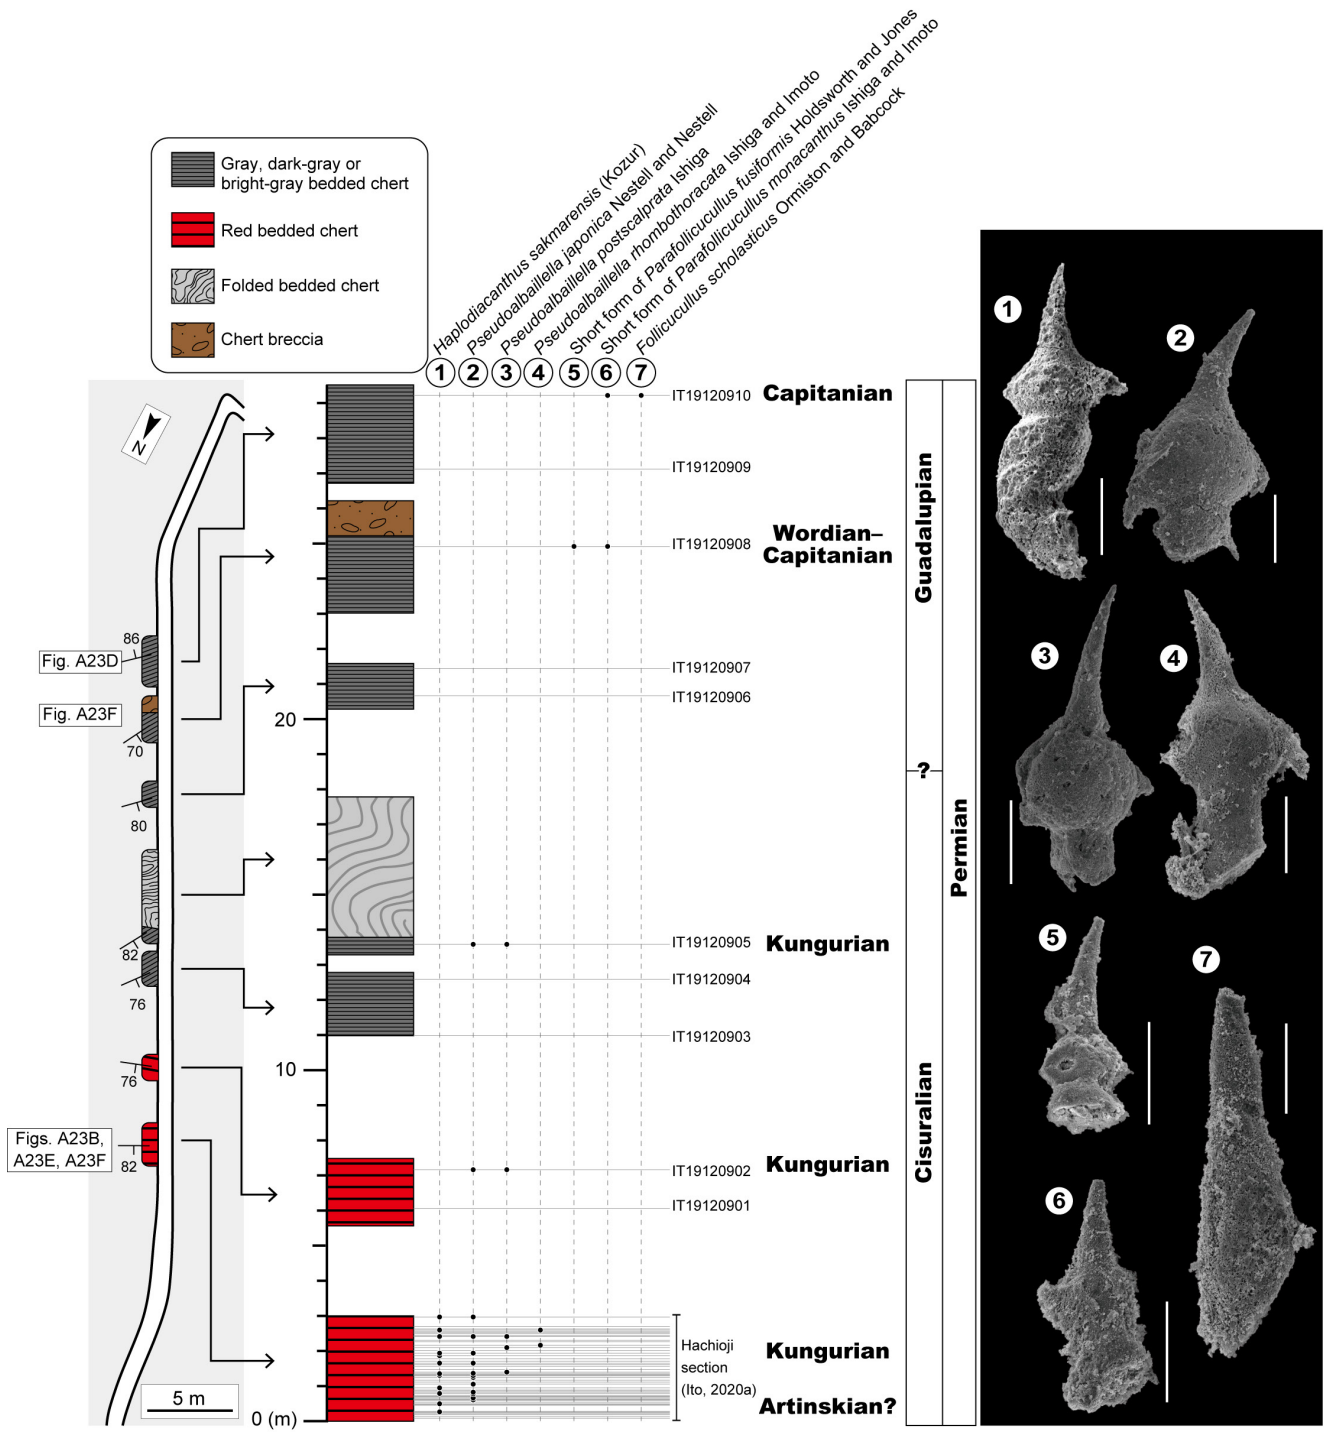 Gray, dark-gray or
bright-gray bedded chert
Red bedded chert
Folded bedded chert
Chert breccia
Haplodiacanthus sakmarensis (Kozur)
Pseudoalbaillella japonica Nestell and Nestell
Pseudoalbaillella postscalprata Ishiga
Pseudoalbaillella rhombothoracata Ishiga and Imoto
Short form of Parafollicucullus fusiformis Holdsworth and Jones
Short form of Parafollicucullus monacanthus Ishiga and Imoto
Follicucullus scholasticus Ormiston and Babcock
1 2 3 4 5 6 7
N
IT19120910 Capitanian
IT19120909
IT19120908 Wordian–
Capitanian
IT19120907
IT19120906
IT19120905 Kungurian
IT19120904
IT19120903
IT19120902 Kungurian
IT19120901
Hachioji
section
(Ito, 2020a)
Kungurian
Artinskian?
20
10
0 (m)
86
Fig. A23D
Fig. A23F
70
80
82
76
76
Figs. A23B,
A23E, A23F
82
5 m
Guadalupian
?
Cisuralian
Permian
1
2
3
4
5
7
6